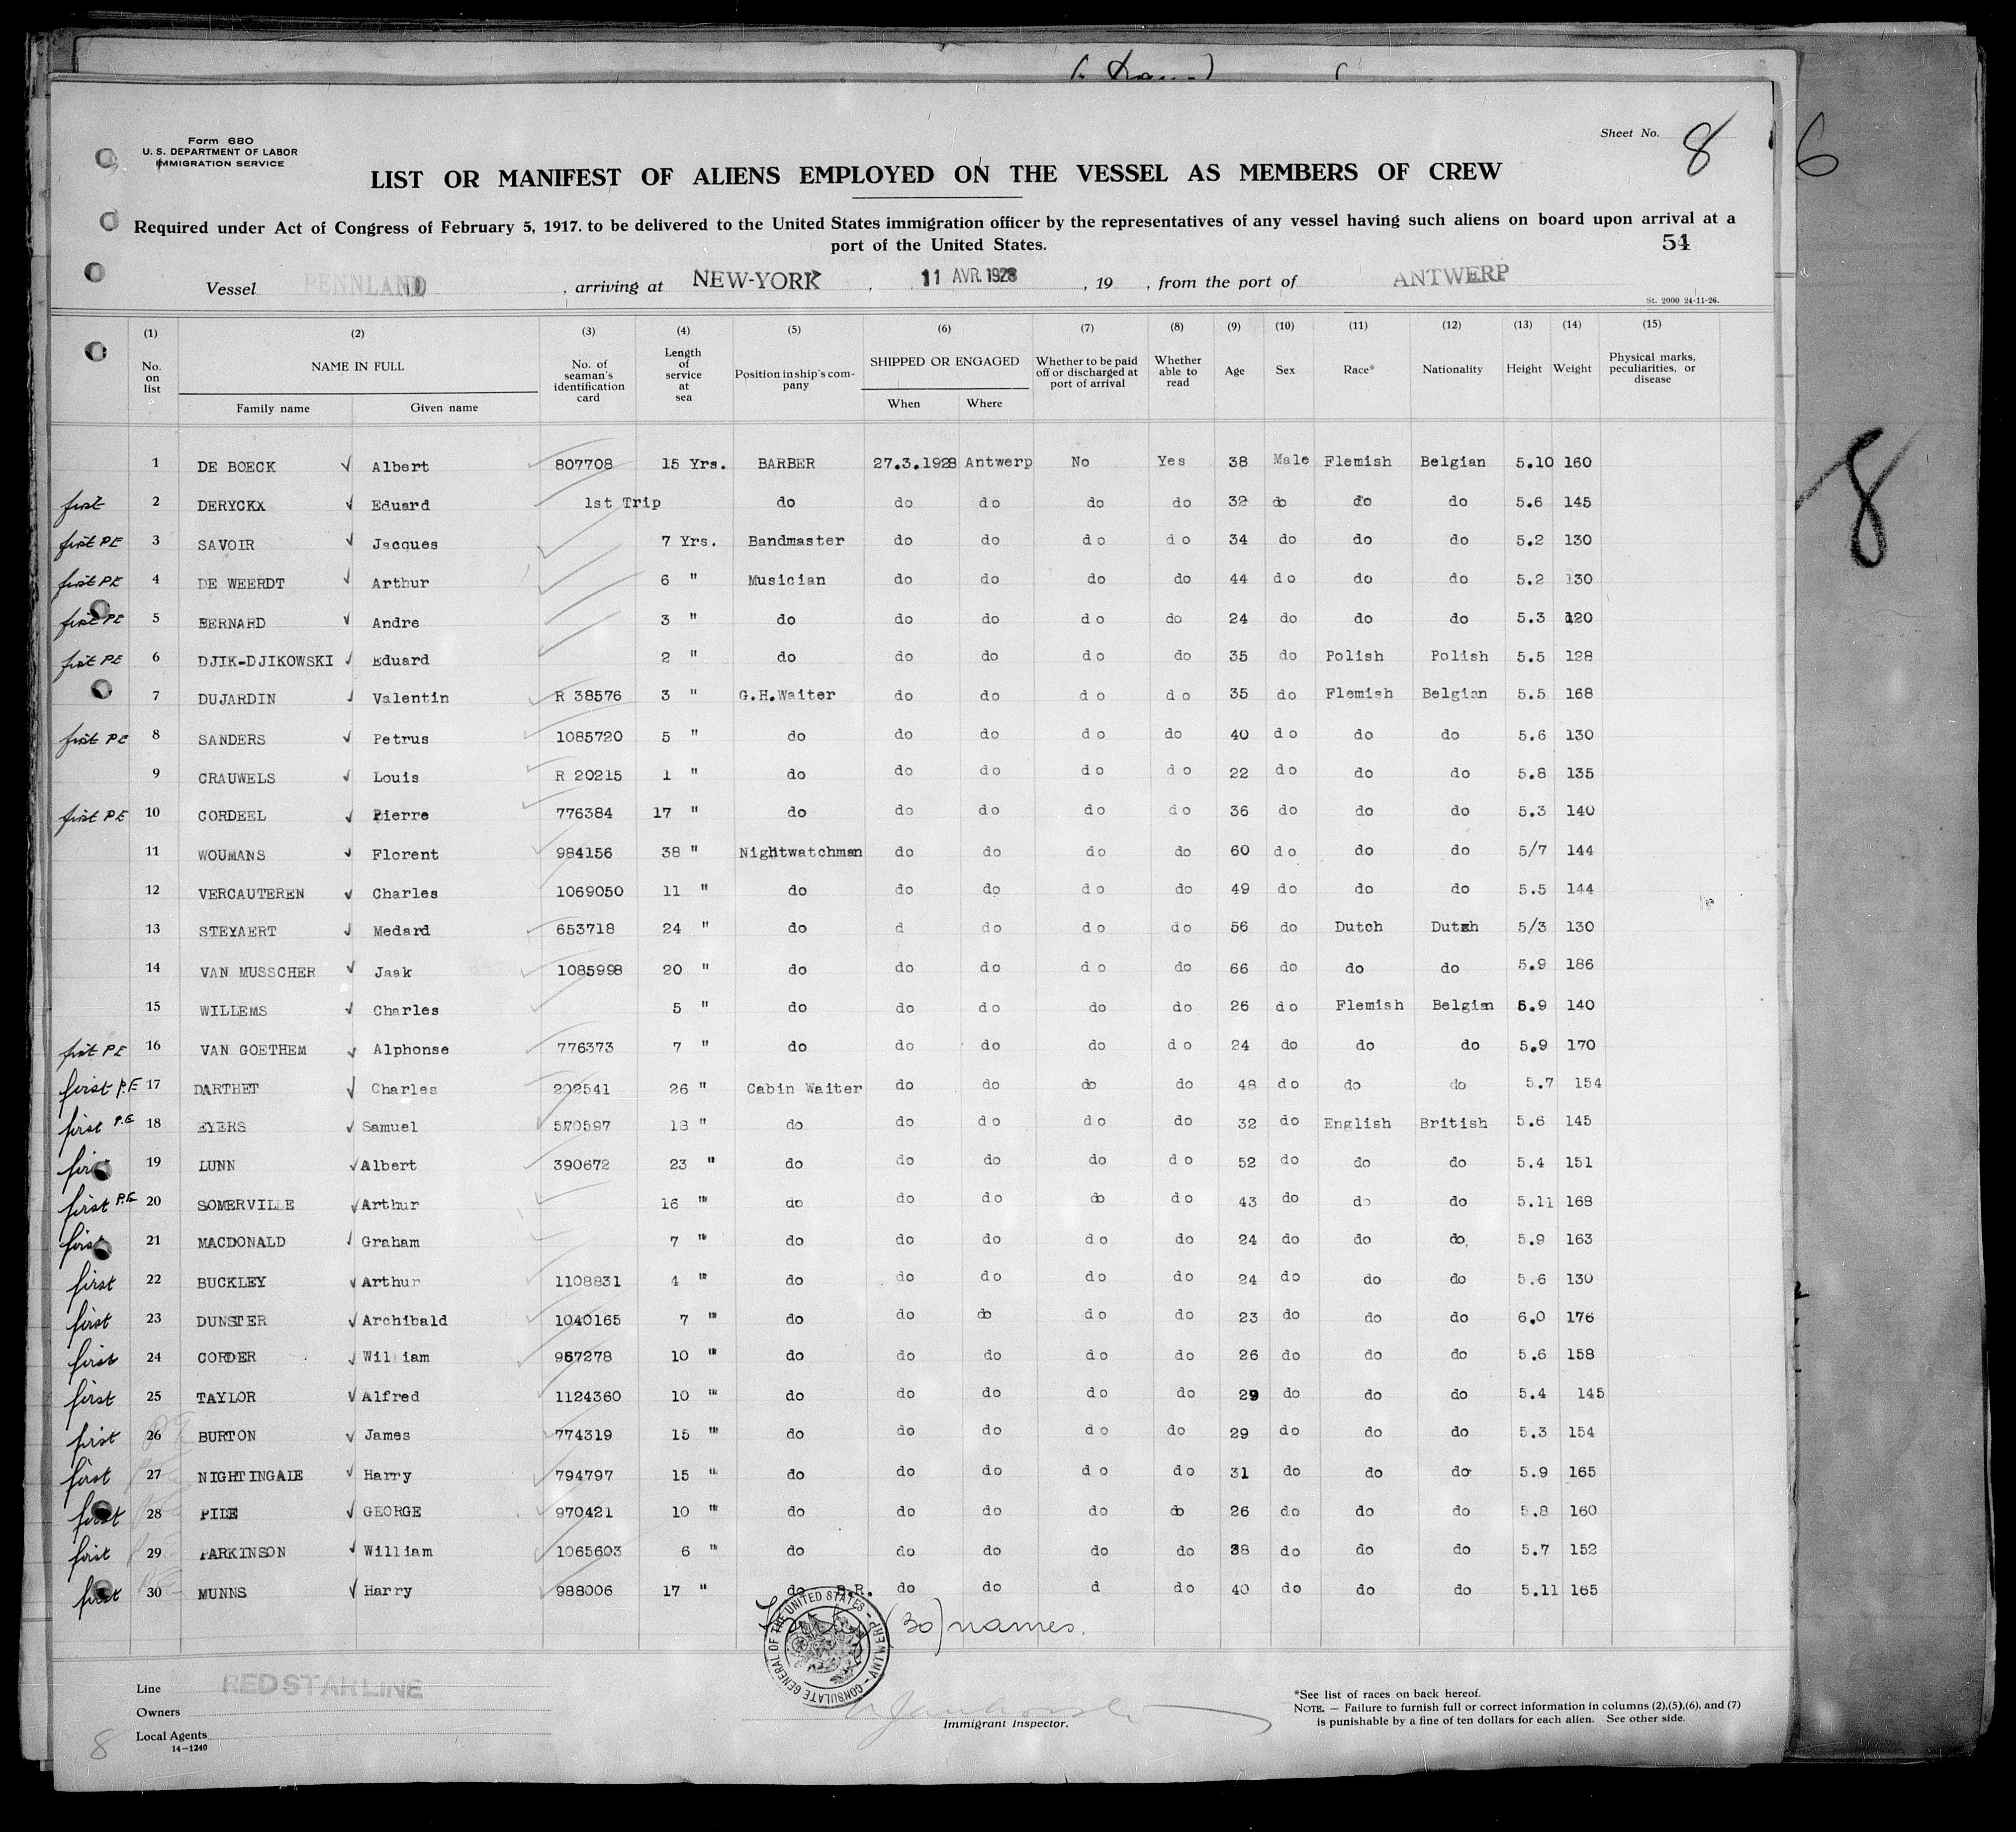 Form 680
U. S. DEPARTMENT OF LABOR
IMMIGRATION SERVICE
Sheet No. 8
6
LIST OR MANIFEST OF ALIENS EMPLOYED ON THE VESSEL AS MEMBERS OF CREW
Required under Act of Congress of February 5, 1917. to be delivered to the United States immigration officer by the representatives of any vessel having such aliens on board upon arrival at a
port of the United States.
54
Vessel PENNLAND , arriving at NEW-YORK , 11 AVR. 1928 , 19 , from the port of ANTWERP
St. 2000 24-11-26.
(1) (2) (3) (4) (5) (6) (7) (8) (9) (10) (11) (12) (13) (14) (15)
No. on list NAME IN FULL Family name Given name No. of seaman's identification card Length of service at sea Position in ship's company SHIPPED OR ENGAGED When Where Whether to be paid off or discharged at port of arrival Whether able to read Age Sex Race* Nationality Height Weight Physical marks, peculiarities, or disease
1 DE BOECK Albert 807708 15 Yrs. BARBER 27.3.1928 Antwerp No Yes 38 Male Flemish Belgian 5.10 160
first 2 DERYCKX Eduard 1st Trip do do do do do 32 do do do 5.6 145
first PE 3 SAVOIR Jacques 7 Yrs. Bandmaster do do do do 34 do do do 5.2 130
first PE 4 DE WEERDT Arthur 6 " Musician do do do do 44 do do do 5.2 130
first PE 5 BERNARD Andre 3 " do do do do do 24 do do do 5.3 120
first PE 6 DJIK-DJIKOWSKI Eduard 2 " do do do do do 35 do Polish Polish 5.5 128
7 DUJARDIN Valentin R 38576 3 " G.H.Waiter do do do do 35 do Flemish Belgian 5.5 168
first PE 8 SANDERS Petrus 1085720 5 " do do do do do 40 do do do 5.6 130
9 CRAUWELS Louis R 20215 1 " do do do do do 22 do do do 5.8 135
first PE 10 CORDEEL Pierre 776384 17 " do do do do do 36 do do do 5.3 140
11 WOUMANS Florent 984156 38 " Nightwatchman do do do do 60 do do do 5/7 144
12 VERCAUTEREN Charles 1069050 11 " do do do do do 49 do do do 5.5 144
13 STEYAERT Medard 653718 24 " do d do do do 56 do Dutch Dutch 5/3 130
14 VAN MUSSCHER Jaak 1085998 20 " do do do do do 66 do do do 5.9 186
15 WILLEMS Charles 5 " do do do do do 26 do Flemish Belgian 5.9 140
first PE 16 VAN GOETHEM Alphonse 776373 7 " do do do do do 24 do do do 5.9 170
first P.E 17 DARTHET Charles 202541 26 " Cabin Waiter do do do do 48 do do do 5.7 154
first P.E 18 EYERS Samuel 570597 18 " do do do do do 32 do English British 5.6 145
first 19 LUNN Albert 390672 23 " do do do do do 52 do do do 5.4 151
first P.E 20 SOMERVILLE Arthur 16 " do do do do do 43 do do do 5.11 168
first 21 MACDONALD Graham 7 " do do do do do 24 do do do 5.9 163
first 22 BUCKLEY Arthur 1108831 4 " do do do do do 24 do do do 5.6 130
first 23 DUNSTER Archibald 1040165 7 " do do do do do 23 do do do 6.0 176
first 24 CORDER William 957278 10 " do do do do do 26 do do do 5.6 158
first 25 TAYLOR Alfred 1124360 10 " do do do do do 29 do do do 5.4 145
first 26 BURTON James 774319 15 " do do do do do 29 do do do 5.3 154
first 27 NIGHTINGALE Harry 794797 15 " do do do do do 31 do do do 5.9 165
first 28 PILE GEORGE 970421 10 " do do do do do 26 do do do 5.8 160
first 29 PARKINSON William 1065603 6 " do do do do do 38 do do do 5.7 152
first 30 MUNNS Harry 988006 17 " do B.R. do do d do 40 do do do 5.11 165
(30) names.
CONSULATE GENERAL OF THE UNITED STATES - ANTWERP -
Line RED STAR LINE
Owners
Local Agents
14-1240
Immigrant Inspector.
*See list of races on back hereof.
NOTE. — Failure to furnish full or correct information in columns (2),(5),(6), and (7)
is punishable by a fine of ten dollars for each alien. See other side.
8
8